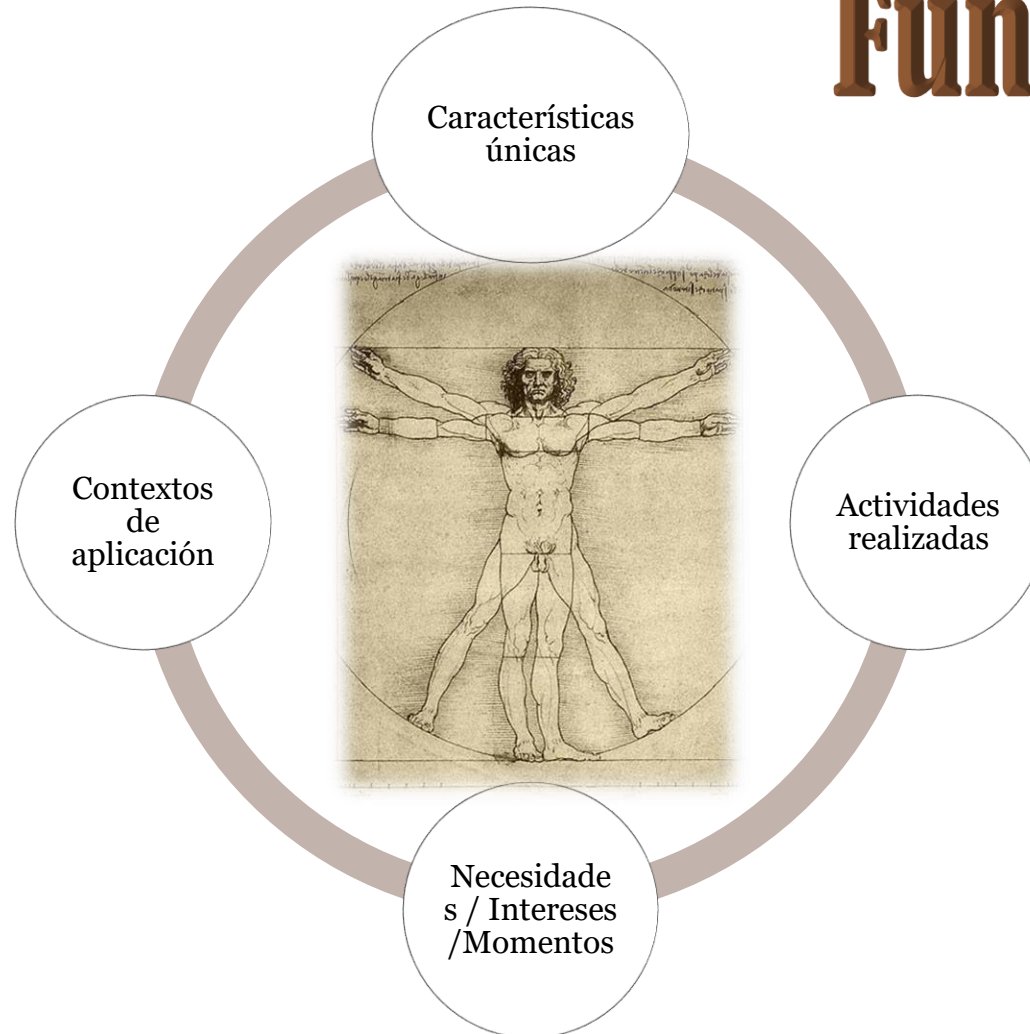 Fun
Características
únicas
Contextos
de
aplicación
Actividades
realizadas
Necesidade
s / Intereses
/Momentos